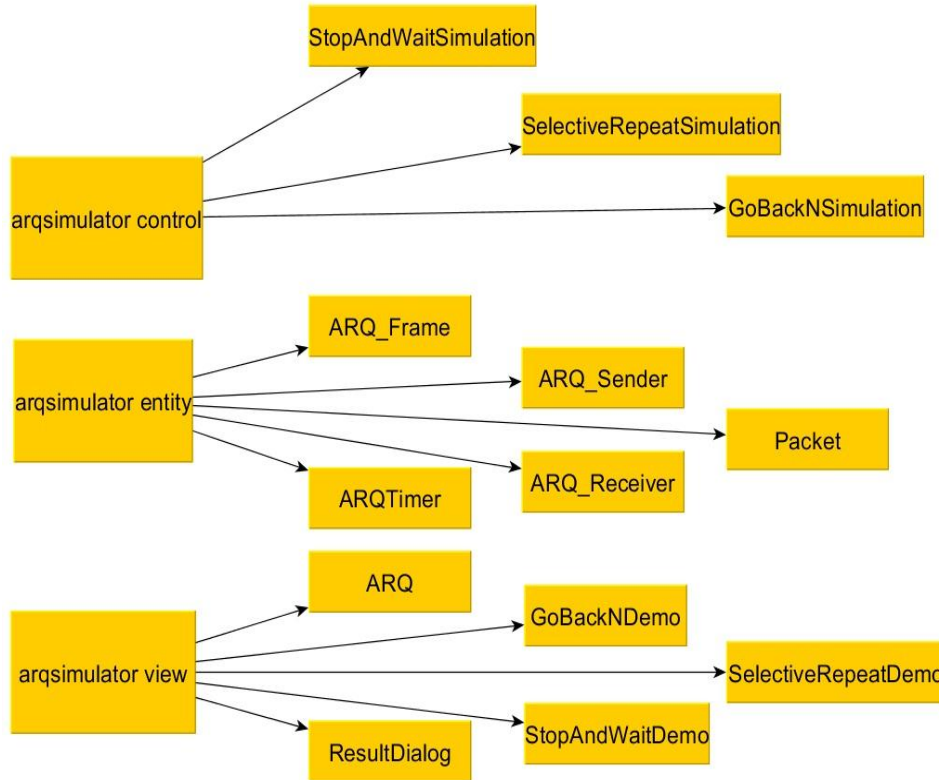 StopAndWaitSimulation
SelectiveRepeatSimulation
arqsimulator control
GoBackNSimulation
ARQ_Frame
ARQ_Sender
arqsimulator entity
Packet
ARQ_Receiver
ARQTimer
ARQ
GoBackNDemo
arqsimulator view
SelectiveRepeatDemo
StopAndWaitDemo
ResultDialog